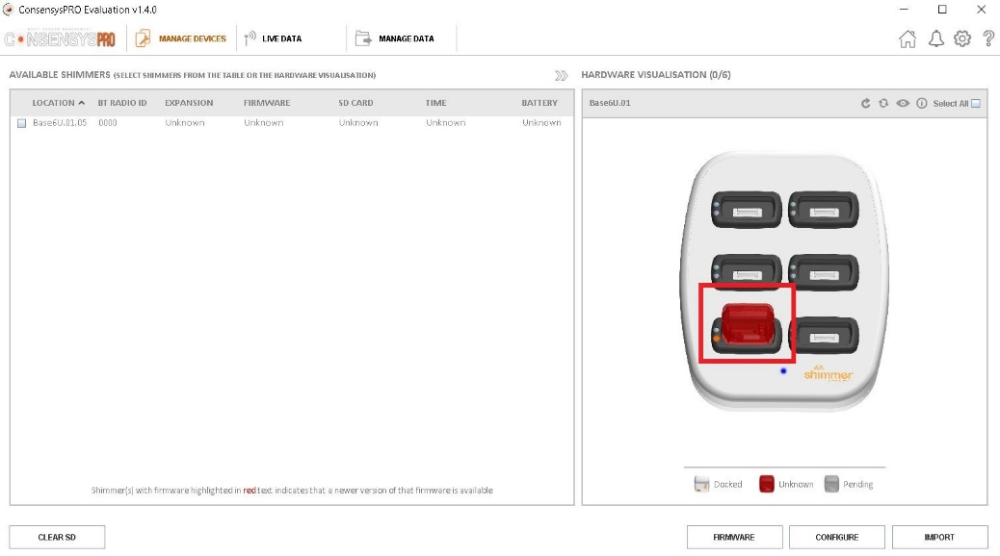 ConsensysPRO Evaluation v1.4.0
CONSENSYSPRO
MANAGE DEVICES
LIVE DATA
MANAGE DATA
AVAILABLE SHIMMERS (SELECT SHIMMERS FROM THE TABLE OR THE HARDWARE VISUALISATION)
HARDWARE VISUALISATION (0/6)
LOCATION BT RADIO ID EXPANSION FIRMWARE SD CARD TIME BATTERY
Base6U.01.05 0000 Unknown Unknown Unknown Unknown Unknown
Base6U.01
Select All
shimmer
Docked Unknown Pending
Shimmer(s) with firmware highlighted in red text indicates that a newer version of that firmware is available
CLEAR SD
FIRMWARE
CONFIGURE
IMPORT